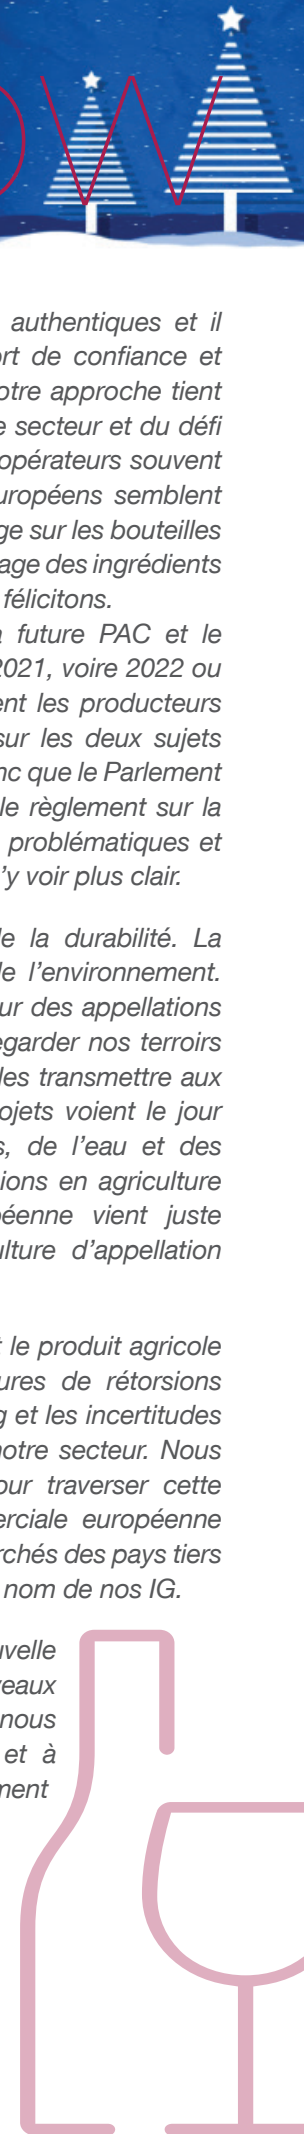 OW
authentiques et il
rt de confiance et
otre approche tient
e secteur et du défi
opérateurs souvent
uropéens semblent
ge sur les bouteilles
age des ingrédients
félicitons.
a future PAC et le
2021, voire 2022 ou
ent les producteurs
sur les deux sujets
nc que le Parlement
le règlement sur la
problématiques et
'y voir plus clair.
le la durabilité. La
de l'environnement.
ur des appellations
egarder nos terroirs
les transmettre aux
ojets voient le jour
s, de l'eau et des
ions en agriculture
péenne vient juste
ulture d'appellation
t le produit agricole
ures de rétorsions
g et les incertitudes
notre secteur. Nous
our traverser cette
erciale européenne
rchés des pays tiers
nom de nos IG.
uvelle
veaux
nous
et à
ment